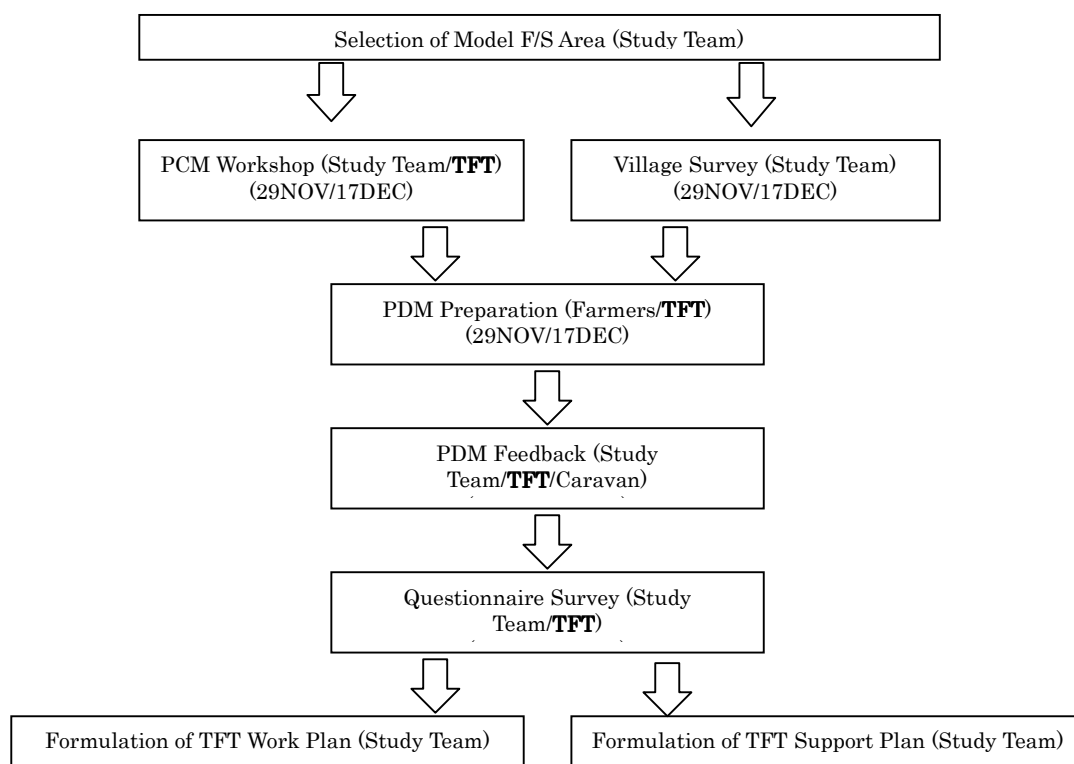 Selection of Model F/S Area (Study Team)
PCM Workshop (Study Team/TFT)
(29NOV/17DEC)
Village Survey (Study Team)
(29NOV/17DEC)
PDM Preparation (Farmers/TFT)
(29NOV/17DEC)
PDM Feedback (Study
Team/TFT/Caravan)
Questionnaire Survey (Study
Team/TFT)
Formulation of TFT Work Plan (Study Team)
Formulation of TFT Support Plan (Study Team)